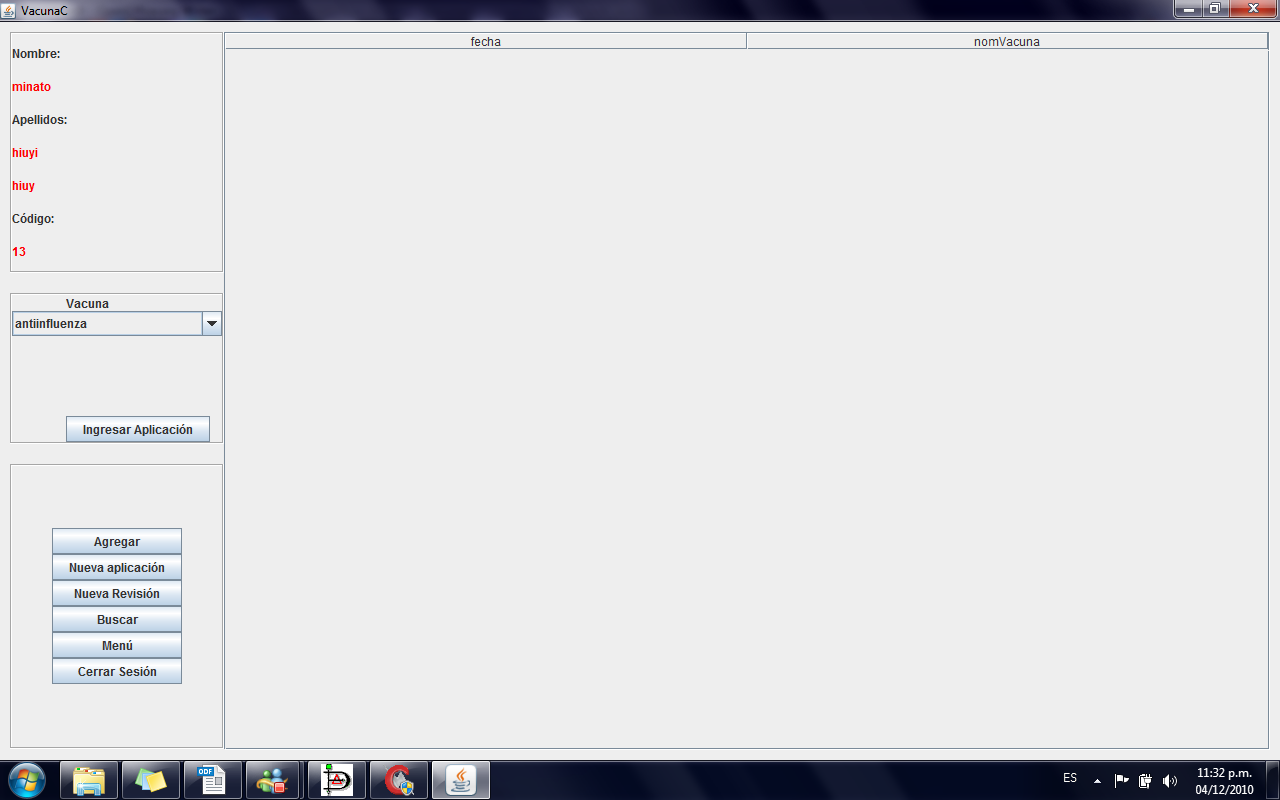 VacunaC
Nombre:
minato
Apellidos:
hiuyi
hiuy
Código:
13
Vacuna
antiinfluenza
Ingresar Aplicación
Agregar
Nueva aplicación
Nueva Revisión
Buscar
Menú
Cerrar Sesión
fecha nomVacuna
ODF
ES
11:32 p.m.
04/12/2010